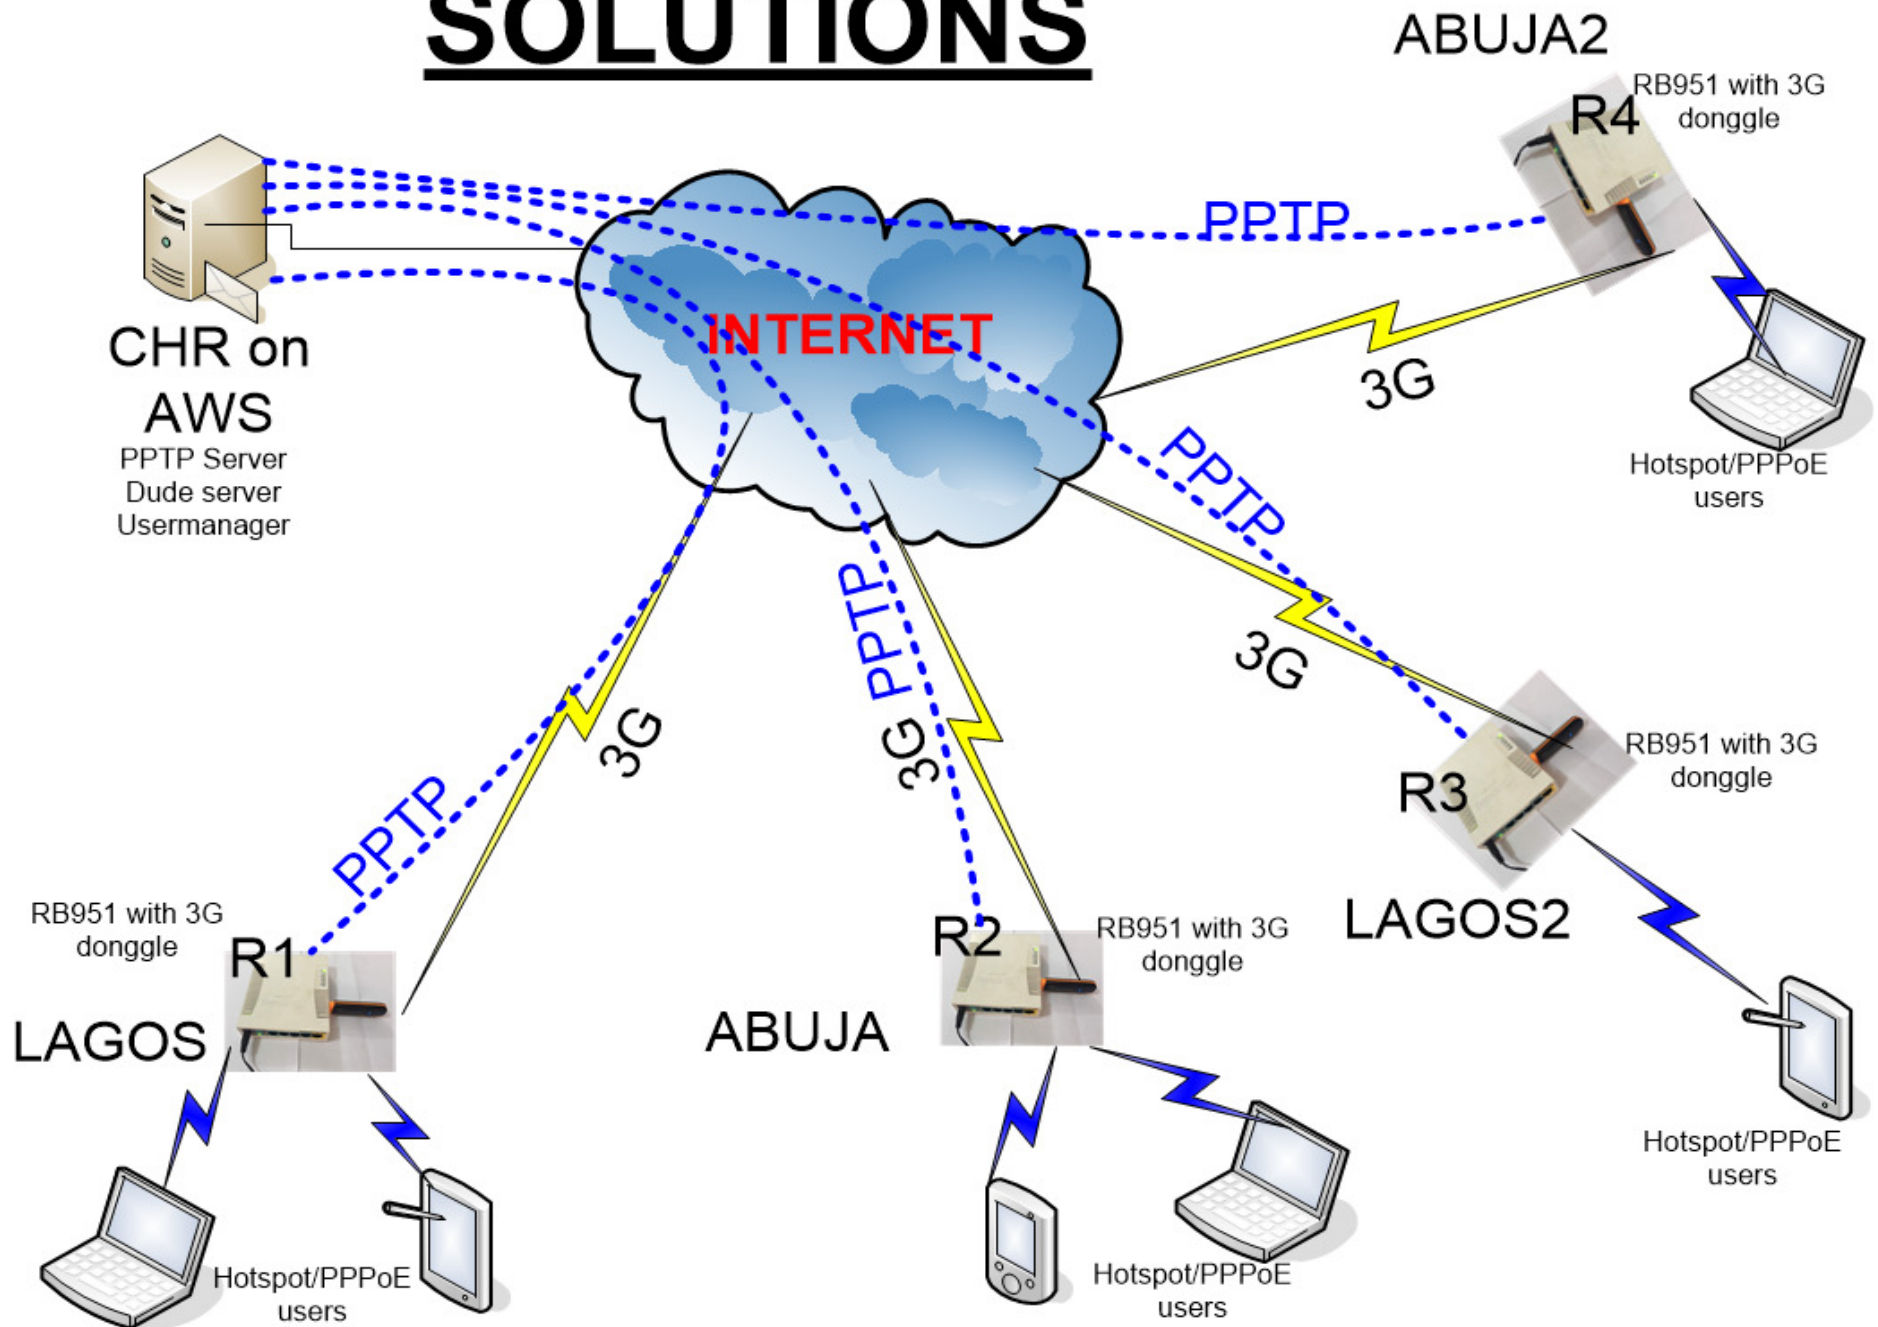 SOLUTIONS
ABUJA2
RB951 with 3G
donggle
R4
PPTP
INTERNET
3G
CHR on
AWS
PPTP Server
Dude server
Usermanager
Hotspot/PPPoE
users
PPTP
3G
PPTP
3G
3G
PPTP
RB951 with 3G
donggle
R3
LAGOS2
RB951 with 3G
donggle
R1
LAGOS
R2
RB951 with 3G
donggle
ABUJA
Hotspot/PPPoE
users
Hotspot/PPPoE
users
Hotspot/PPPoE
users